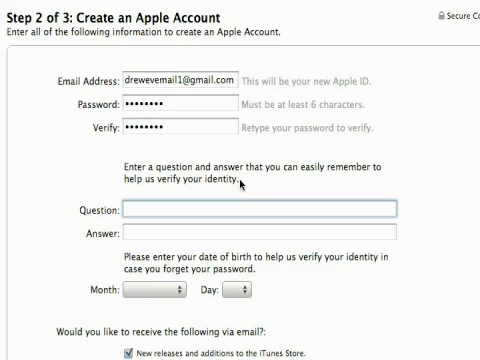 Step 2 of 3: Create an Apple Account
Secure Co
Enter all of the following information to create an Apple Account.
Email Address: drewevemail1@gmail.com This will be your new Apple ID.
Password: •••••••• Must be at least 6 characters.
Verify: •••••••• Retype your password to verify.
Enter a question and answer that you can easily remember to
help us verify your identity.
Question:
Answer:
Please enter your date of birth to help us verify your identity in
case you forget your password.
Month: Day:
Would you like to receive the following via email?:
New releases and additions to the iTunes Store.